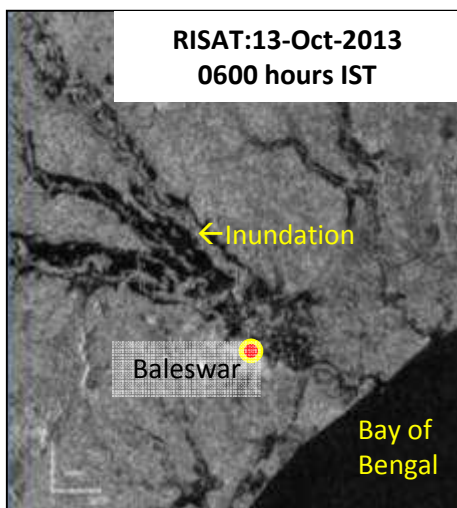 RISAT:13-Oct-2013
0600 hours IST
←Inundation
Baleswar
Bay of
Bengal